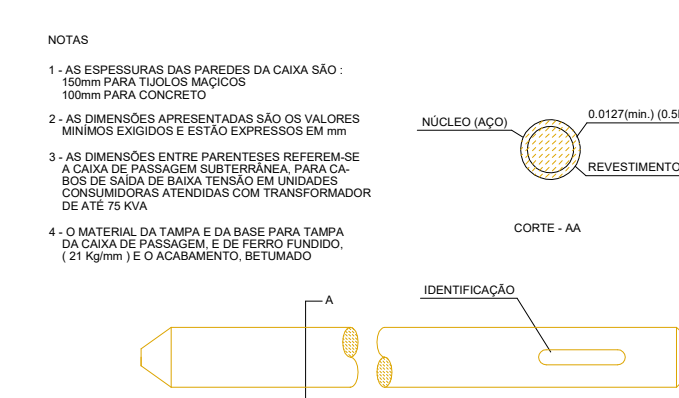 NOTAS
1 - AS ESPESSURAS DAS PAREDES DA CAIXA SÃO :
150mm PARA TIJOLOS MAÇICOS
100mm PARA CONCRETO
2 - AS DIMENSÕES APRESENTADAS SÃO OS VALORES
MINÍMOS EXIGIDOS E ESTÃO EXPRESSOS EM mm
3 - AS DIMENSÕES ENTRE PARENTESES REFEREM-SE
A CAIXA DE PASSAGEM SUBTERRÂNEA, PARA CA-
BOS DE SAÍDA DE BAIXA TENSÃO EM UNIDADES
CONSUMIDORAS ATENDIDAS COM TRANSFORMADOR
DE ATÉ 75 KVA
4 - O MATERIAL DA TAMPA E DA BASE PARA TAMPA
DA CAIXA DE PASSAGEM, E DE FERRO FUNDIDO,
( 21 Kg/mm ) E O ACABAMENTO, BETUMADO
NÚCLEO (AÇO)
0.0127(min.) (0.5
REVESTIMENTO
CORTE - AA
IDENTIFICAÇÃO
A